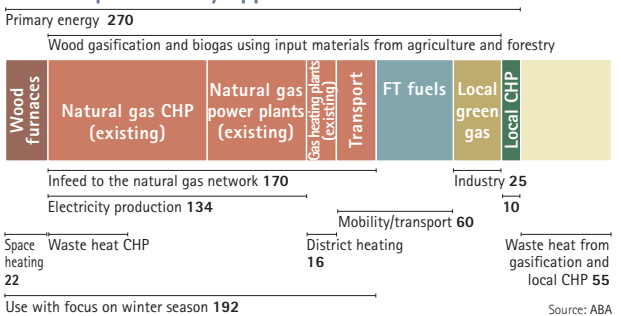 Primary energy 270
Wood gasification and biogas using input materials from agriculture and forestry
Wood
furnaces
Natural gas CHP
(existing)
Natural gas
power plants
(existing)
Gas heating plants
(existing)
Transport
FT fuels
Local
green
gas
Local CHP
Infeed to the natural gas network 170
Industry 25
Electricity production 134
10
Mobility/transport 60
Space
heating
22
Waste heat CHP
District heating
16
Waste heat from
gasification and
local CHP 55
Use with focus on winter season 192
Source: ABA